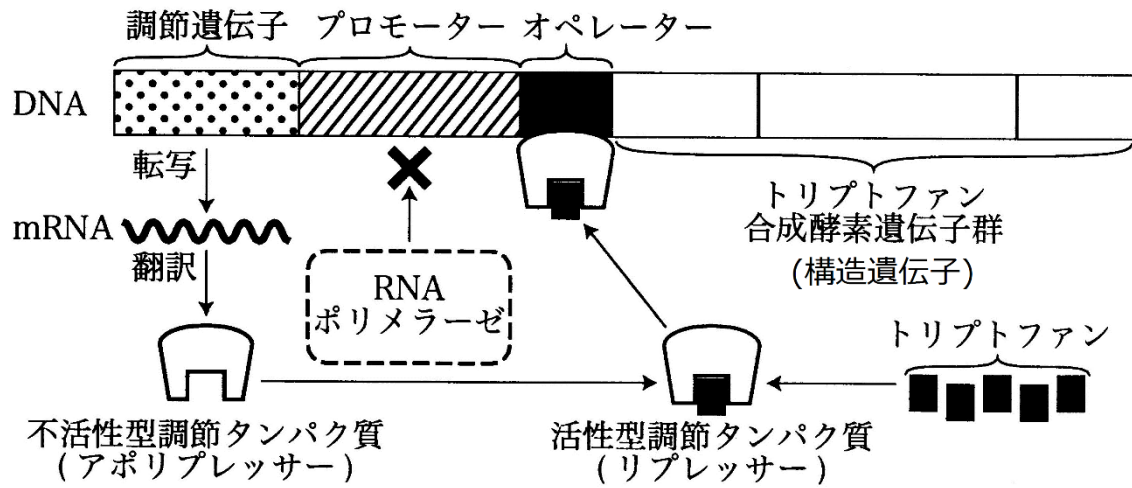 調節遺伝子 プロモーター オペレーター
DNA
転写
mRNA
翻訳
RNA
ポリメラーゼ
トリプトファン
合成酵素遺伝子群
(構造遺伝子)
トリプトファン
不活性型調節タンパク質
(アポリプレッサー)
活性型調節タンパク質
(リプレッサー)